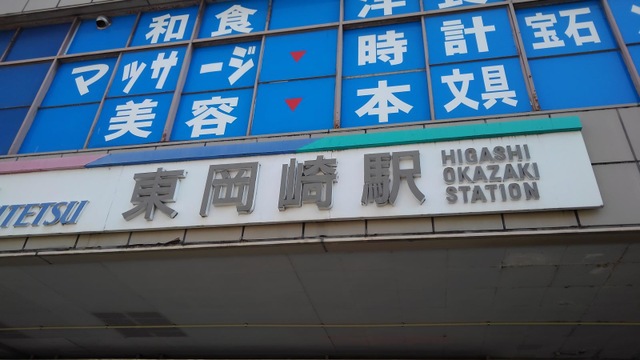 和食
洋食
マッサージ
時計
宝石
美容
本
文具
東岡崎駅
HIGASHI
OKAZAKI
STATION